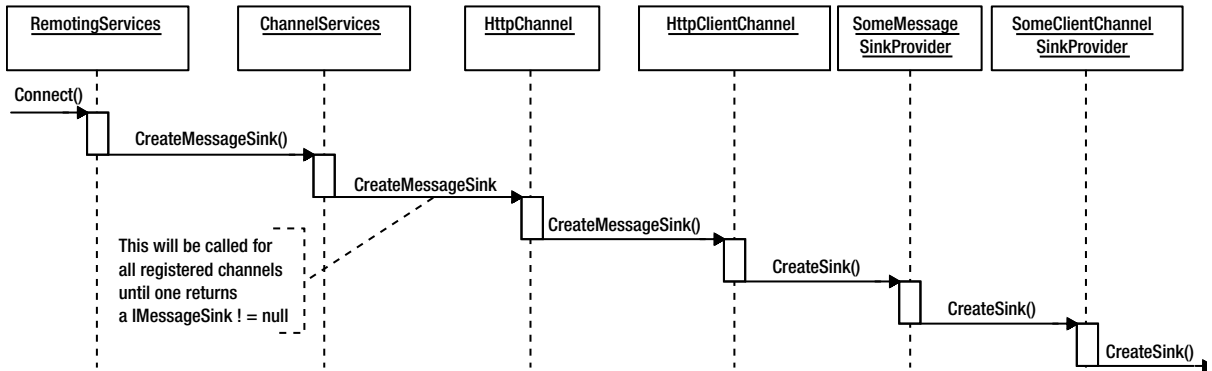 RemotingServices
ChannelServices
HttpChannel
HttpClientChannel
SomeMessage
SinkProvider
SomeClientChannel
SinkProvider
Connect()
CreateMessageSink()
CreateMessageSink
CreateMessageSink()
This will be called for
all registered channels
until one returns
a IMessageSink ! = null
CreateSink()
CreateSink()
CreateSink()